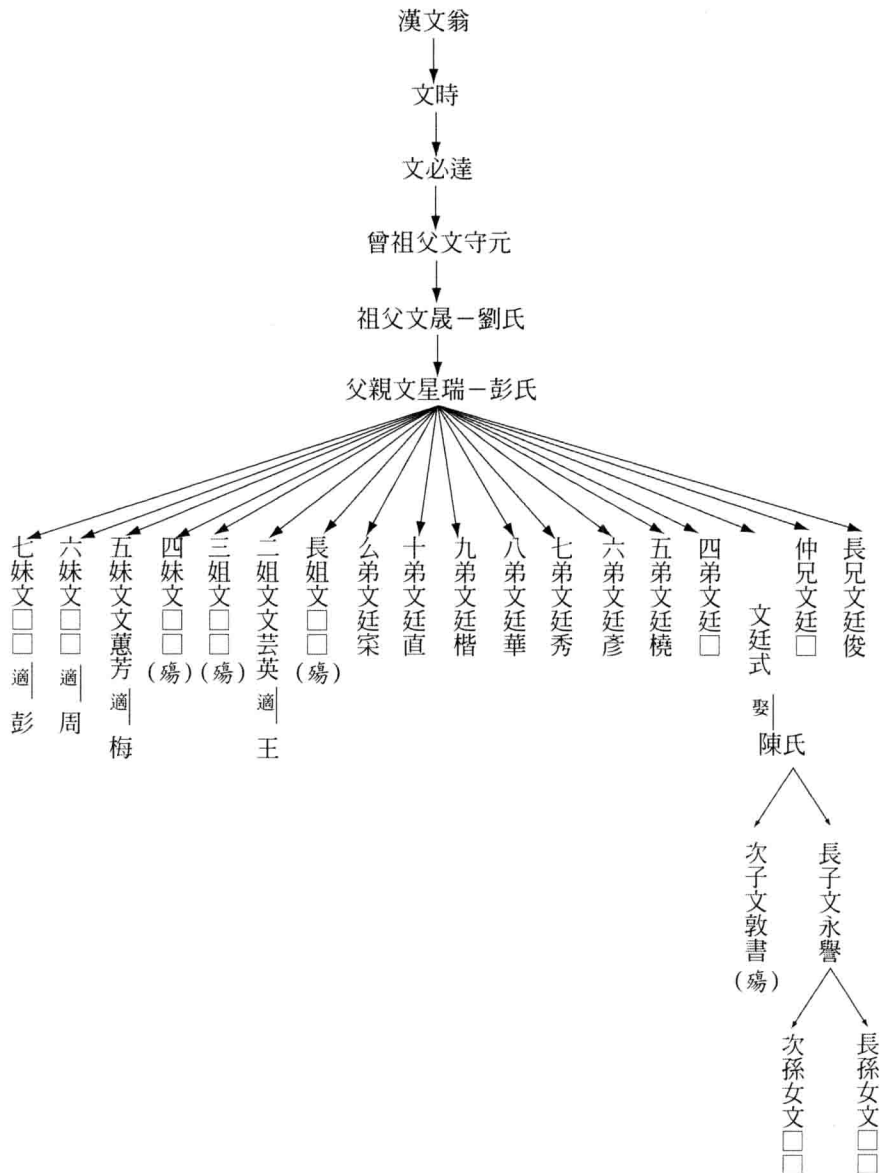 漢文翁
文時
文必達
曾祖父文守元
祖父文晟－劉氏
父親文星瑞－彭氏
長兄文廷俊
仲兄文廷□
文廷式 娶 陳氏
四弟文廷□
五弟文廷橈
六弟文廷彥
七弟文廷秀
八弟文廷華
九弟文廷楷
十弟文廷直
么弟文廷寀
長姐文□□(殤)
二姐文文芸英 適 王
三姐文□□(殤)
四妹文□□(殤)
五妹文文蕙芳 適 梅
六妹文□□ 適 周
七妹文□□ 適 彭
長子文永譽
次子文敦書(殤)
長孫女文□□
次孫女文□□